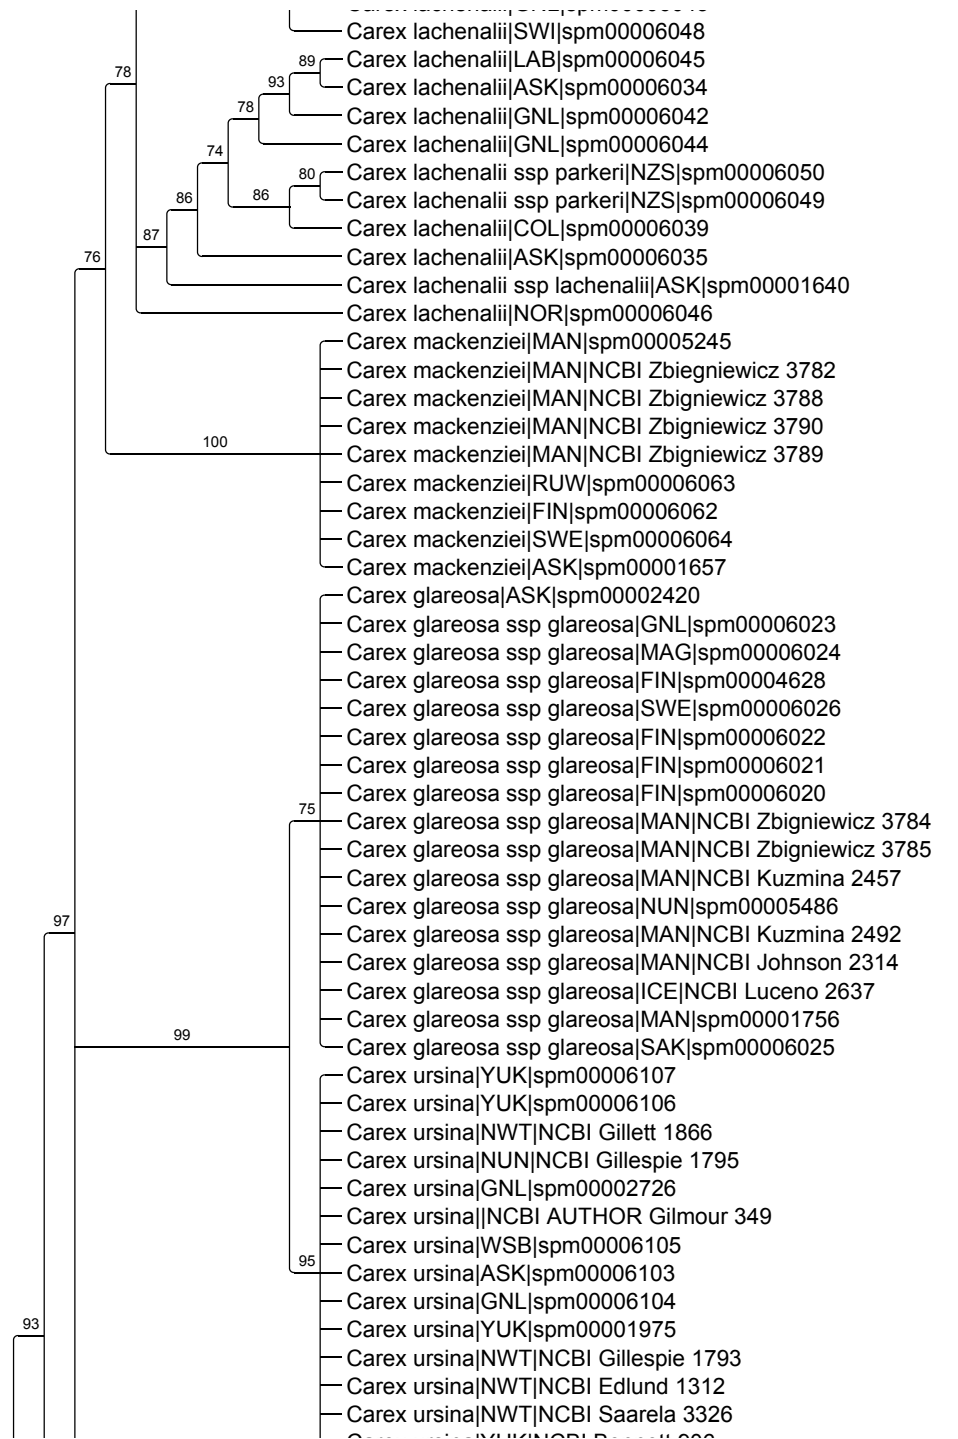 Carex lachenalii|SWI|spm00006048
89
Carex lachenalii|LAB|spm00006045
78
93
Carex lachenalii|ASK|spm00006034
78
Carex lachenalii|GNL|spm00006042
74
Carex lachenalii|GNL|spm00006044
80
Carex lachenalii ssp parkeri|NZS|spm00006050
86
86
Carex lachenalii ssp parkeri|NZS|spm00006049
87
Carex lachenalii|COL|spm00006039
76
Carex lachenalii|ASK|spm00006035
Carex lachenalii ssp lachenalii|ASK|spm00001640
Carex lachenalii|NOR|spm00006046
Carex mackenziei|MAN|spm00005245
Carex mackenziei|MAN|NCBI Zbiegniewicz 3782
Carex mackenziei|MAN|NCBI Zbigniewicz 3788
Carex mackenziei|MAN|NCBI Zbigniewicz 3790
100
Carex mackenziei|MAN|NCBI Zbigniewicz 3789
Carex mackenziei|RUW|spm00006063
Carex mackenziei|FIN|spm00006062
Carex mackenziei|SWE|spm00006064
Carex mackenziei|ASK|spm00001657
Carex glareosa|ASK|spm00002420
Carex glareosa ssp glareosa|GNL|spm00006023
Carex glareosa ssp glareosa|MAG|spm00006024
Carex glareosa ssp glareosa|FIN|spm00004628
Carex glareosa ssp glareosa|SWE|spm00006026
Carex glareosa ssp glareosa|FIN|spm00006022
Carex glareosa ssp glareosa|FIN|spm00006021
Carex glareosa ssp glareosa|FIN|spm00006020
75
Carex glareosa ssp glareosa|MAN|NCBI Zbigniewicz 3784
Carex glareosa ssp glareosa|MAN|NCBI Zbigniewicz 3785
Carex glareosa ssp glareosa|MAN|NCBI Kuzmina 2457
Carex glareosa ssp glareosa|NUN|spm00005486
97
Carex glareosa ssp glareosa|MAN|NCBI Kuzmina 2492
Carex glareosa ssp glareosa|MAN|NCBI Johnson 2314
Carex glareosa ssp glareosa|ICE|NCBI Luceno 2637
Carex glareosa ssp glareosa|MAN|spm00001756
99
Carex glareosa ssp glareosa|SAK|spm00006025
Carex ursina|YUK|spm00006107
Carex ursina|YUK|spm00006106
Carex ursina|NWT|NCBI Gillett 1866
Carex ursina|NUN|NCBI Gillespie 1795
Carex ursina|GNL|spm00002726
Carex ursina||NCBI AUTHOR Gilmour 349
Carex ursina|WSB|spm00006105
95
Carex ursina|ASK|spm00006103
Carex ursina|GNL|spm00006104
93
Carex ursina|YUK|spm00001975
Carex ursina|NWT|NCBI Gillespie 1793
Carex ursina|NWT|NCBI Edlund 1312
Carex ursina|NWT|NCBI Saarela 3326